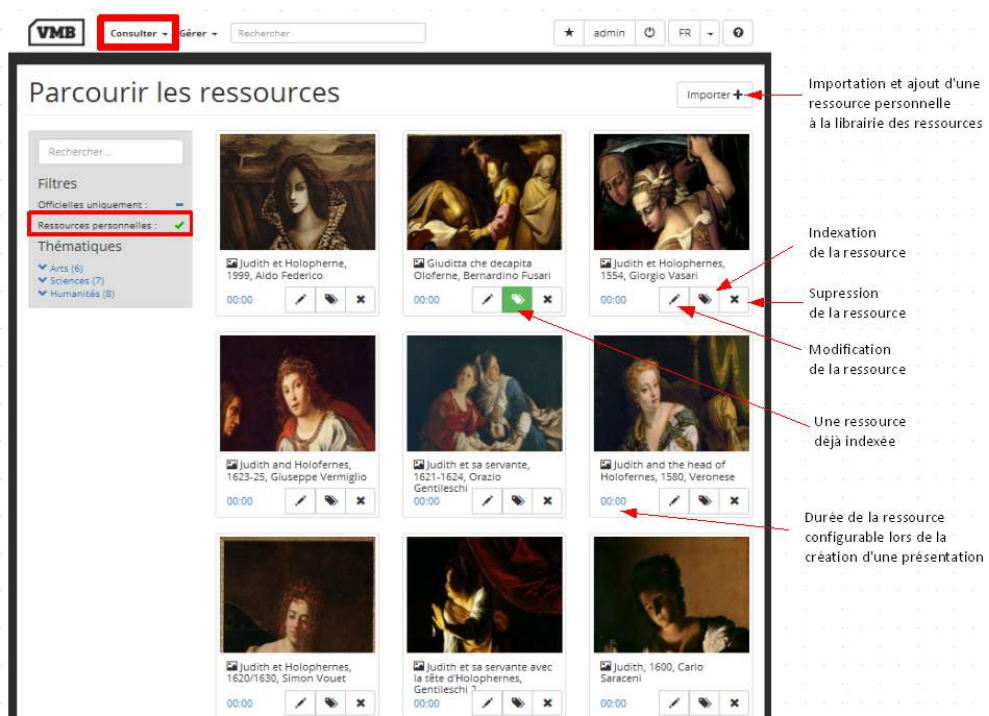 VMB
Consulter
Gérer
Rechercher
admin
FR
Parcourir les ressources
Importer +
Importation et ajout d'une
ressource personnelle
à la librairie des ressources
Rechercher...
Filtres
Officielles uniquement :
Ressources personnelles :
Thématiques
Arts (6)
Sciences (7)
Humanités (8)
Judith et Holopherne,
1999, Aldo Federico
00:00
Giuditta che decapita
Oloferne, Bernardino Fusari
00:00
Judith et Holophernes,
1554, Giorgio Vasari
00:00
Indexation
de la ressource
Supression
de la ressource
Modification
de la ressource
Une ressource
déjà indexée
Judith and Holofernes,
1623-25, Giuseppe Vermiglio
00:00
Judith et sa servante,
1621-1624, Orazio
Gentileschi
00:00
Judith and the head of
Holofernes, 1580, Veronese
00:00
Durée de la ressource
configurable lors de la
création d'une présentation
Judith et Holophernes,
1620/1630, Simon Vouet
00:00
Judith et sa servante avec
la tête d'Holophernes,
Gentileschi ?
00:00
Judith, 1600, Carlo
Saraceni
00:00